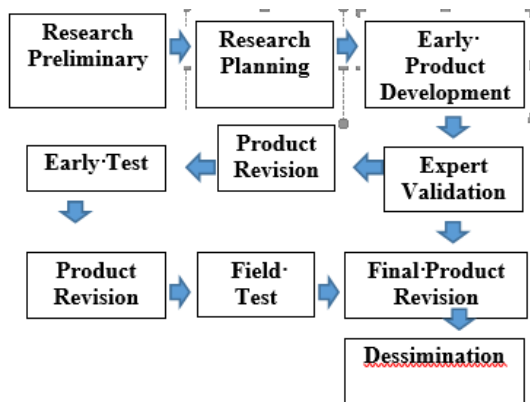 Research
Preliminary
Research
Planning
Early·
Product
Development
Early·Test
Product
Revision
Expert
Validation
Product
Revision
Field·
Test
Final·Product
Revision
Dessimination